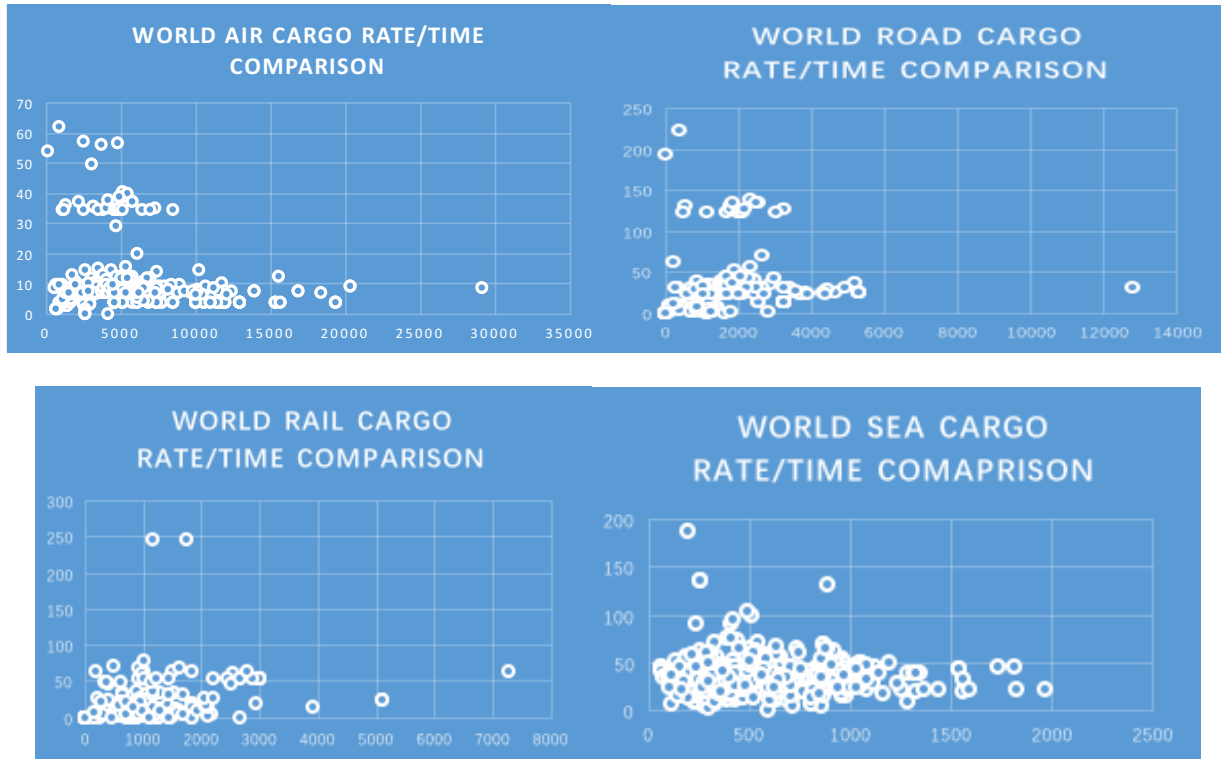 WORLD AIR CARGO RATE/TIME
COMPARISON
70
60
50
40
30
20
10
0
0 5000 10000 15000 20000 25000 30000 35000
WORLD ROAD CARGO
RATE/TIME COMPARISON
250
200
150
100
50
0
0 2000 4000 6000 8000 10000 12000 14000
WORLD RAIL CARGO
RATE/TIME COMPARISON
300
250
200
150
100
50
0
0 1000 2000 3000 4000 5000 6000 7000 8000
WORLD SEA CARGO
RATE/TIME COMAPRISON
200
150
100
50
0
0 500 1000 1500 2000 2500